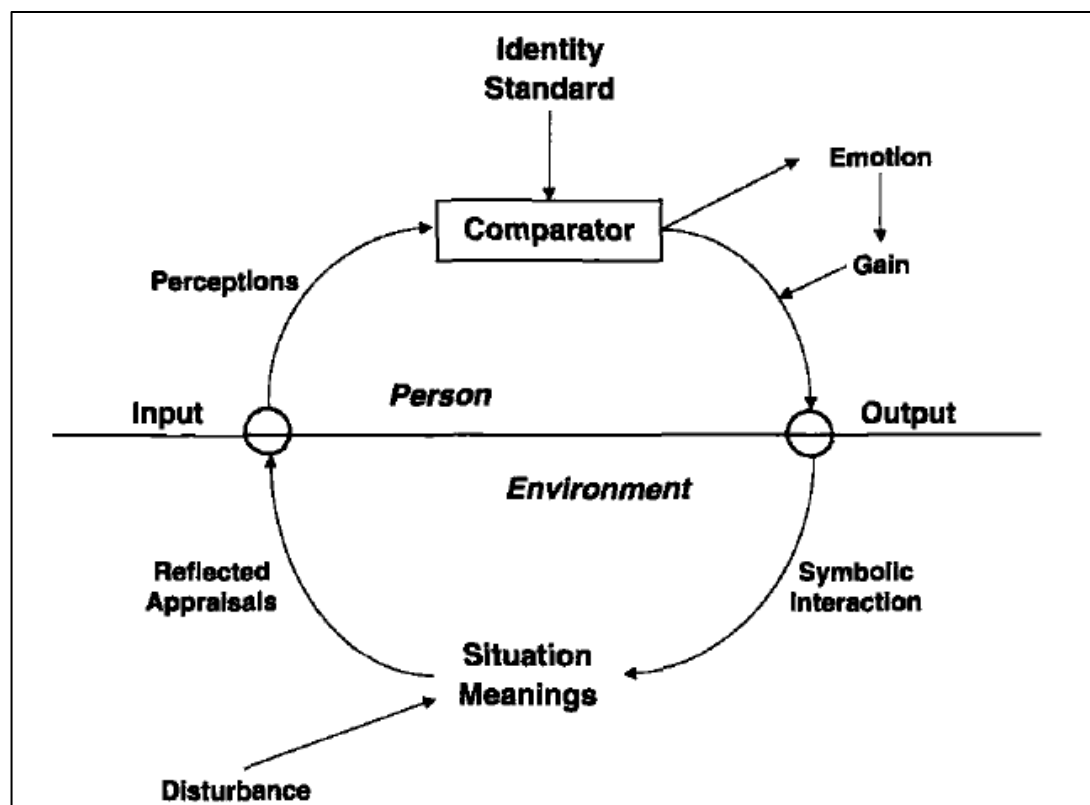 Identity
Standard
Emotion
Comparator
Gain
Perceptions
Person
Input
Output
Environment
Reflected
Appraisals
Symbolic
Interaction
Situation
Meanings
Disturbance